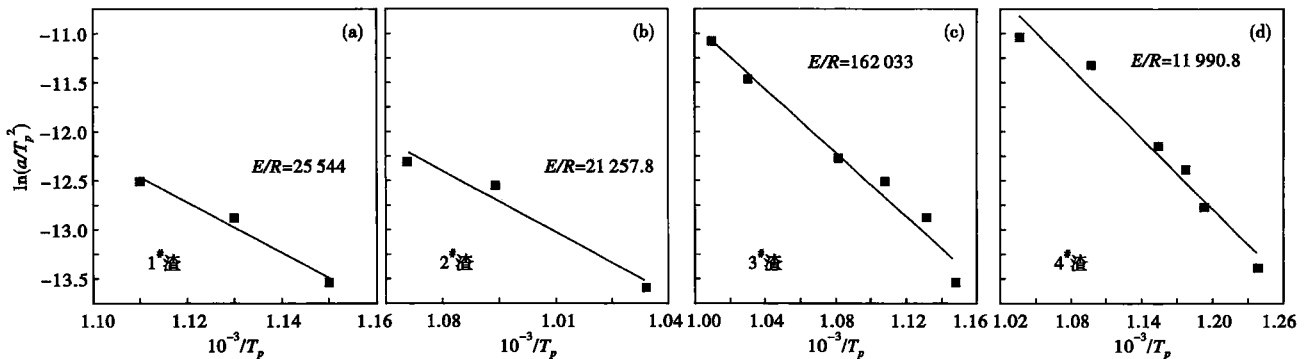 (a)
(b)
(c)
(d)
ln(a/T_p^2)
-11.0
-11.5
-12.0
-12.5
-13.0
-13.5
E/R=25 544
E/R=21 257.8
E/R=162 033
E/R=11 990.8
1#渣
2#渣
3#渣
4#渣
1.10 1.12 1.14 1.16
1.08 1.01 1.04
1.00 1.04 1.08 1.12 1.16
1.02 1.08 1.14 1.20 1.26
10^-3/T_p
10^-3/T_p
10^-3/T_p
10^-3/T_p